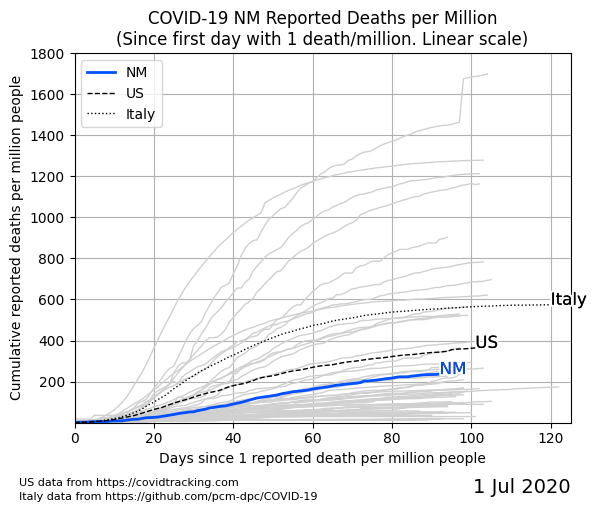 COVID-19 NM Reported Deaths per Million
(Since first day with 1 death/million. Linear scale)
Cumulative reported deaths per million people
1800
1600
1400
1200
1000
800
600
400
200
NM
US
Italy
Italy
US
NM
0
20
40
60
80
100
120
Days since 1 reported death per million people
US data from https://covidtracking.com
Italy data from https://github.com/pcm-dpc/COVID-19
1 Jul 2020